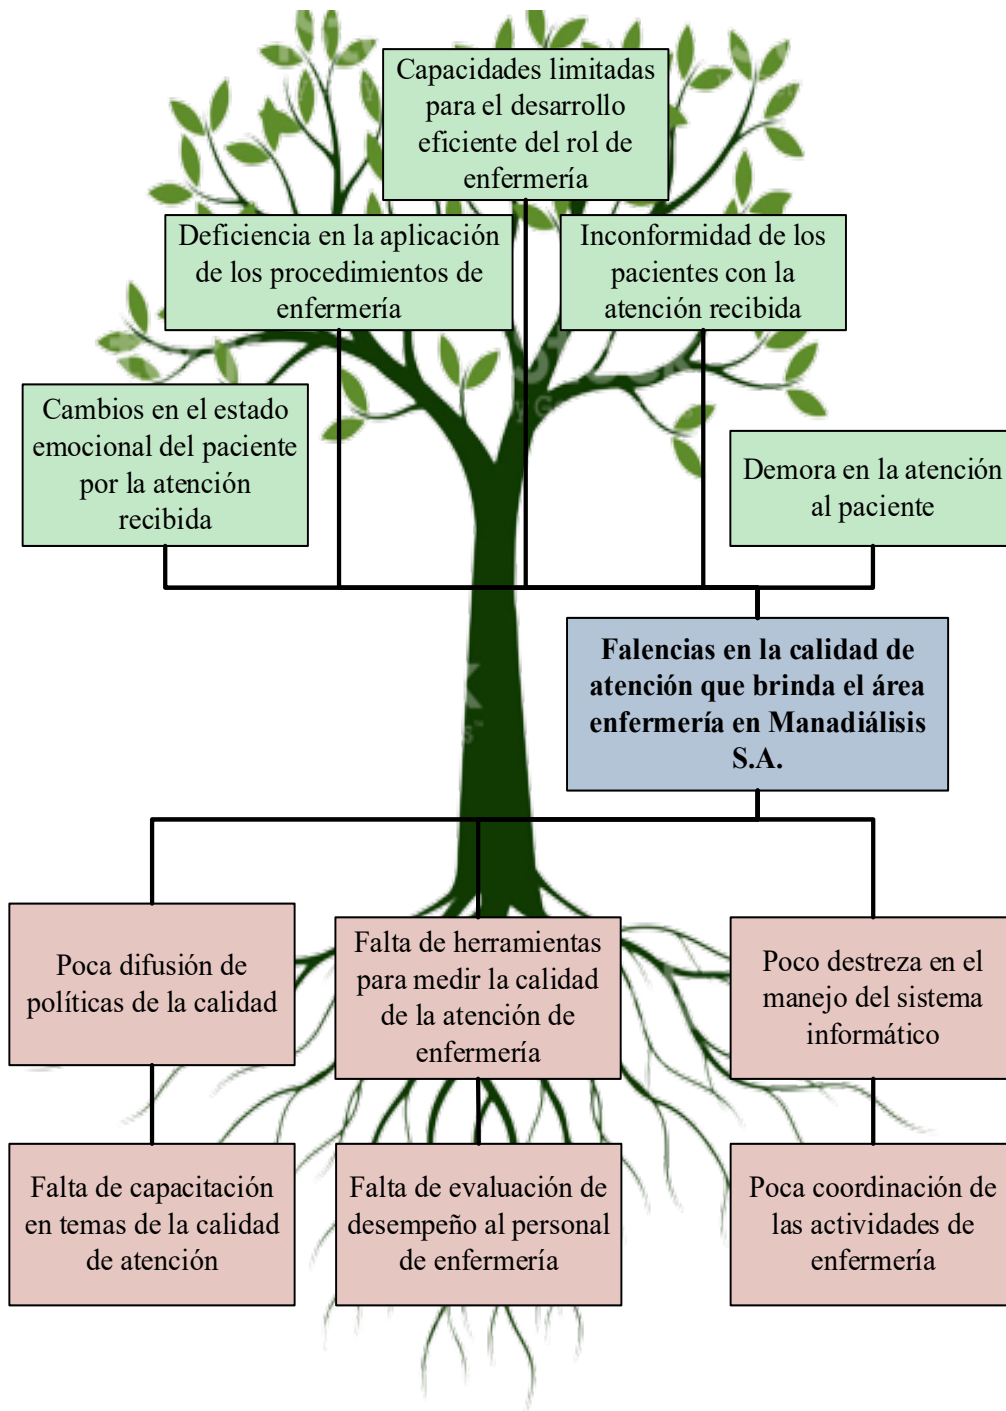 Capacidades limitadas
para el desarrollo
eficiente del rol de
enfermería
Deficiencia en la aplicación
de los procedimientos de
enfermería
Inconformidad de los
pacientes con la
atención recibida
Cambios en el estado
emocional del paciente
por la atención
recibida
Demora en la atención
al paciente
Falencias en la calidad de
atención que brinda el área
enfermería en Manadiálisis
S.A.
Poca difusión de
políticas de la calidad
Falta de herramientas
para medir la calidad
de la atención de
enfermería
Poco destreza en el
manejo del sistema
informático
Falta de capacitación
en temas de la calidad
de atención
Falta de evaluación de
desempeño al personal
de enfermería
Poca coordinación de
las actividades de
enfermería